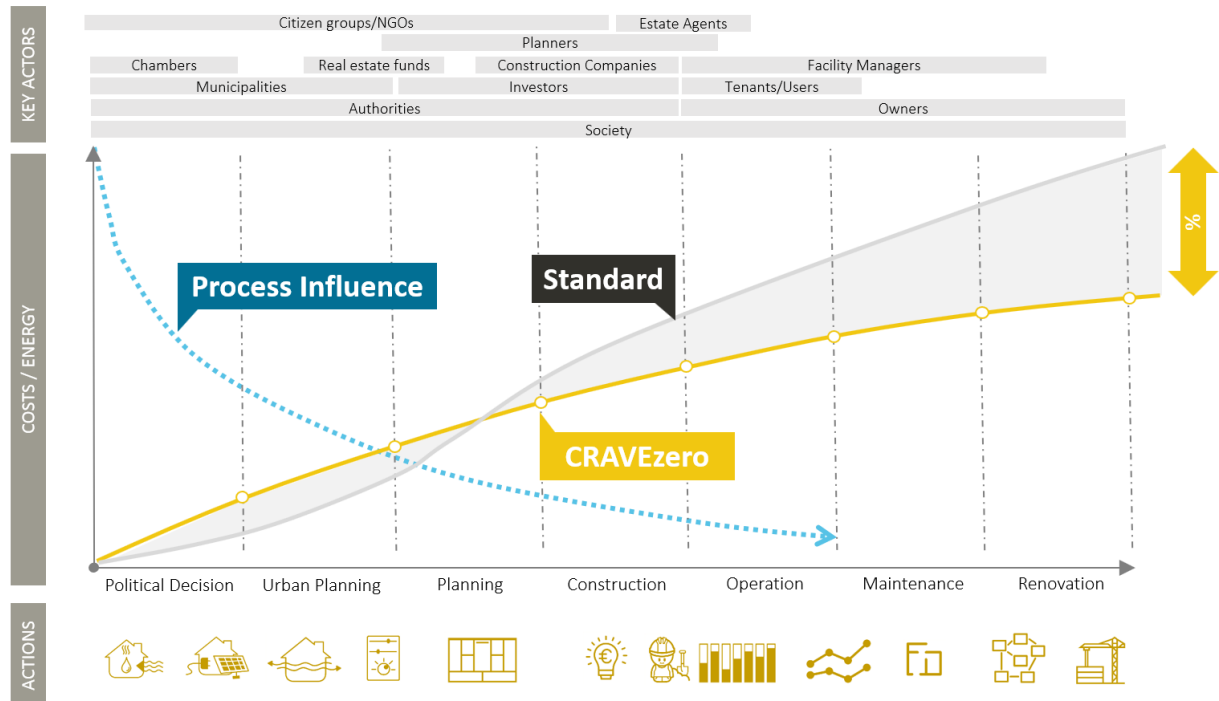 KEY ACTORS
Citizen groups/NGOs
Estate Agents
Planners
Chambers
Real estate funds
Construction Companies
Facility Managers
Municipalities
Investors
Tenants/Users
Authorities
Owners
Society
COSTS / ENERGY
%
Process Influence
Standard
CRAVEzero
Political Decision
Urban Planning
Planning
Construction
Operation
Maintenance
Renovation
ACTIONS
€